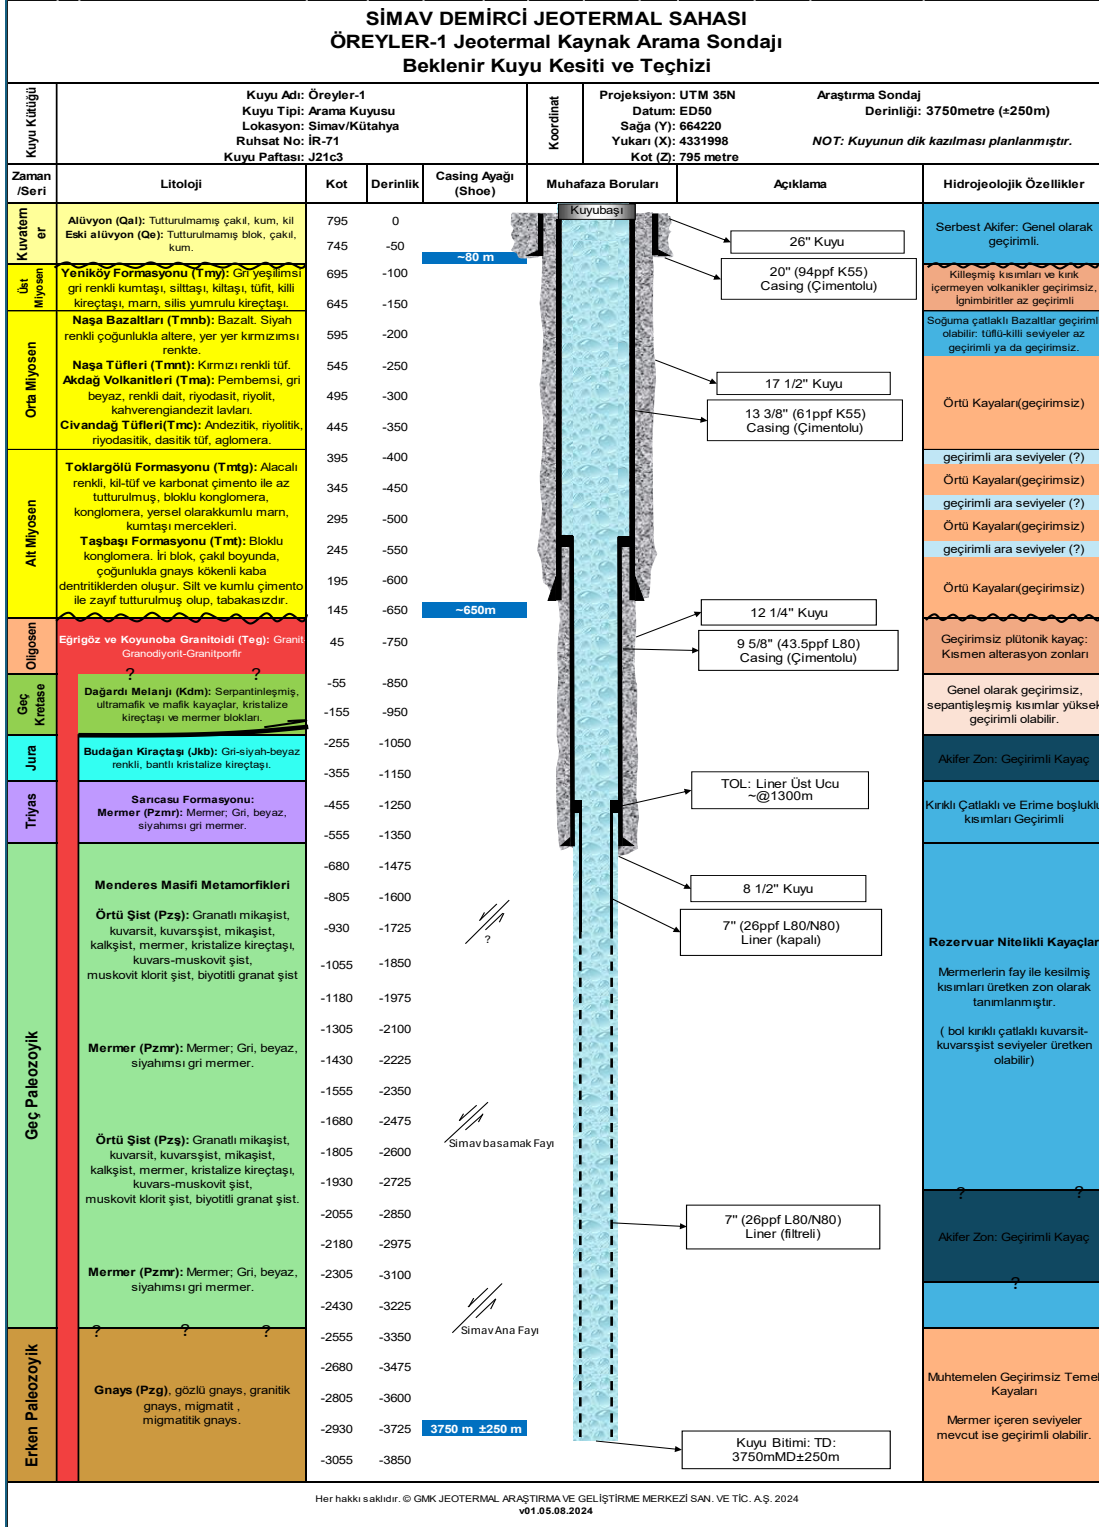 SİMAV DEMİRCİ JEOTERMAL SAHASI
ÖREYLER-1 Jeotermal Kaynak Arama Sondajı
Beklenir Kuyu Kesiti ve Teçhizi
Kuyu Kütüğü
Kuyu Adı: Öreyler-1
Kuyu Tipi: Arama Kuyusu
Lokasyon: Simav/Kütahya
Ruhsat No: İR-71
Kuyu Paftası: J21c3
Koordinat
Projeksiyon: UTM 35N
Datum: ED50
Sağa (Y): 664220
Yukarı (X): 4331998
Kot (Z): 795 metre
Araştırma Sondaj
Derinliği: 3750metre (±250m)
NOT: Kuyunun dik kazılması planlanmıştır.
Zaman
/Seri
Litoloji
Kot
Derinlik
Casing Ayağı
(Shoe)
Muhafaza Boruları
Açıklama
Hidrojeolojik Özellikler
Kuvatern
er
Alüvyon (Qal): Tutturulmamış çakıl, kum, kil
Eski alüvyon (Qe): Tutturulmamış blok, çakıl,
kum.
795 0
745 -50
~80 m
Kuyubaşı
26" Kuyu
20" (94ppf K55)
Casing (Çimentolu)
Serbest Akifer: Genel olarak
geçirimli.
Üst
Miyosen
Yeniköy Formasyonu (Tmy): Gri yeşilimsi
gri renkli kumtaşı, silttaşı, kiltaşı, tüfit, killi
kireçtaşı, marn, silis yumrulu kireçtaşı.
695 -100
645 -150
Killeşmiş kısımları ve kırık
içermeyen volkanikler geçirimsiz,
İgnimbiritler az geçirimli
Orta Miyosen
Naşa Bazaltları (Tmnb): Bazalt. Siyah
renkli çoğunlukla altere, yer yer kırmızımsı
renkte.
Naşa Tüfleri (Tmnt): Kırmızı renkli tüf.
Akdağ Volkanitleri (Tma): Pembemsi, gri
beyaz, renkli dait, riyodasit, riyolit,
kahverengiandezit lavları.
Civandağ Tüfleri(Tmc): Andezitik, riyolitik,
riyodasitik, dasitik tüf, aglomera.
595 -200
545 -250
495 -300
445 -350
17 1/2" Kuyu
13 3/8" (61ppf K55)
Casing (Çimentolu)
Soğuma çatlaklı Bazaltlar geçirimli
olabilir: tüflü-killi seviyeler az
geçirimli ya da geçirimsiz.
Örtü Kayaları(geçirimsiz)
Alt Miyosen
Toklargölü Formasyonu (Tmtg): Alacalı
renkli, kil-tüf ve karbonat çimento ile az
tutturulmuş, bloklu konglomera,
konglomera, yersel olarakkumlu marn,
kumtaşı mercekleri.
Taşbaşı Formasyonu (Tmt): Bloklu
konglomera. İri blok, çakıl boyunda,
çoğunlukla gnays kökenli kaba
dentritiklerden oluşur. Silt ve kumlu çimento
ile zayıf tutturulmuş olup, tabakasızdır.
395 -400
345 -450
295 -500
245 -550
195 -600
145 -650
~650m
geçirimli ara seviyeler (?)
Örtü Kayaları(geçirimsiz)
geçirimli ara seviyeler (?)
Örtü Kayaları(geçirimsiz)
geçirimli ara seviyeler (?)
Örtü Kayaları(geçirimsiz)
Oligosen
Eğrigöz ve Koyunoba Granitoidi (Teg): Granit-
Granodiyorit-Granitporfir
? ?
45 -750
12 1/4" Kuyu
9 5/8" (43.5ppf L80)
Casing (Çimentolu)
Geçirimsiz plütonik kayaç:
Kısmen alterasyon zonları
Geç
Kretase
Dağardı Melanjı (Kdm): Serpantinleşmiş,
ultramafik ve mafik kayaçlar, kristalize
kireçtaşı ve mermer blokları.
-55 -850
-155 -950
Genel olarak geçirimsiz,
sepantişleşmiş kısımlar yüksek
geçirimli olabilir.
Jura
Budağan Kiraçtaşı (Jkb): Gri-siyah-beyaz
renkli, bantlı kristalize kireçtaşı.
-255 -1050
-355 -1150
Akifer Zon: Geçirimli Kayaç
Triyas
Sarıcasu Formasyonu:
Mermer (Pzmr): Mermer; Gri, beyaz,
siyahımsı gri mermer.
-455 -1250
-555 -1350
TOL: Liner Üst Ucu
~@1300m
Kırıklı Çatlaklı ve Erime boşluklu
kısımları Geçirimli
Geç Paleozoyik
Menderes Masifi Metamorfikleri
Örtü Şist (Pzş): Granatlı mikaşist,
kuvarsit, kuvarsşist, mikaşist,
kalkşist, mermer, kristalize kireçtaşı,
kuvars-muskovit şist,
muskovit klorit şist, biyotitli granat şist
Mermer (Pzmr): Mermer; Gri, beyaz,
siyahımsı gri mermer.
Örtü Şist (Pzş): Granatlı mikaşist,
kuvarsit, kuvarsşist, mikaşist,
kalkşist, mermer, kristalize kireçtaşı,
kuvars-muskovit şist,
muskovit klorit şist, biyotitli granat şist.
Mermer (Pzmr): Mermer; Gri, beyaz,
siyahımsı gri mermer.
? ? ?
-680 -1475
-805 -1600
-930 -1725
-1055 -1850
-1180 -1975
-1305 -2100
-1430 -2225
-1555 -2350
-1680 -2475
-1805 -2600
-1930 -2725
-2055 -2850
-2180 -2975
-2305 -3100
-2430 -3225
?
Simav basamak Fayı
Simav Ana Fayı
8 1/2" Kuyu
7" (26ppf L80/N80)
Liner (kapalı)
7" (26ppf L80/N80)
Liner (filtreli)
Rezervuar Nitelikli Kayaçlar
Mermerlerin fay ile kesilmiş
kısımları üretken zon olarak
tanımlanmıştır.
( bol kırıklı çatlaklı kuvarsit-
kuvarsşist seviyeler üretken
olabilir)
? ?
Akifer Zon: Geçirimli Kayaç
?
Erken Paleozoyik
Gnays (Pzg), gözlü gnays, granitik
gnays, migmatit ,
migmatitik gnays.
-2555 -3350
-2680 -3475
-2805 -3600
-2930 -3725
-3055 -3850
3750 m ±250 m
Kuyu Bitimi: TD:
3750mMD±250m
Muhtemelen Geçirimsiz Temel
Kayaları
Mermer içeren seviyeler
mevcut ise geçirimli olabilir.
Her hakkı saklıdır. © GMK JEOTERMAL ARAŞTIRMA VE GELİŞTİRME MERKEZİ SAN. VE TİC. A.Ş. 2024
v01.05.08.2024